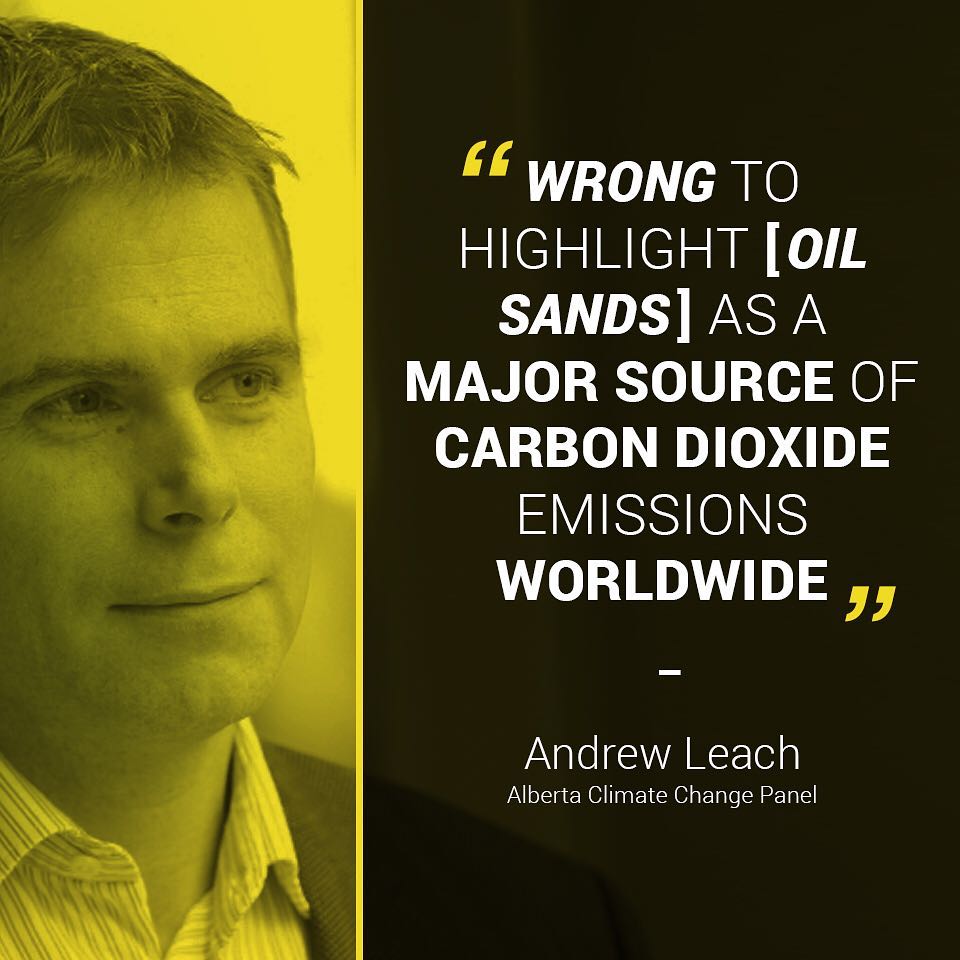 “ WRONG TO
HIGHLIGHT [OIL
SANDS] AS A
MAJOR SOURCE OF
CARBON DIOXIDE
EMISSIONS
WORLDWIDE ”
–
Andrew Leach
Alberta Climate Change Panel